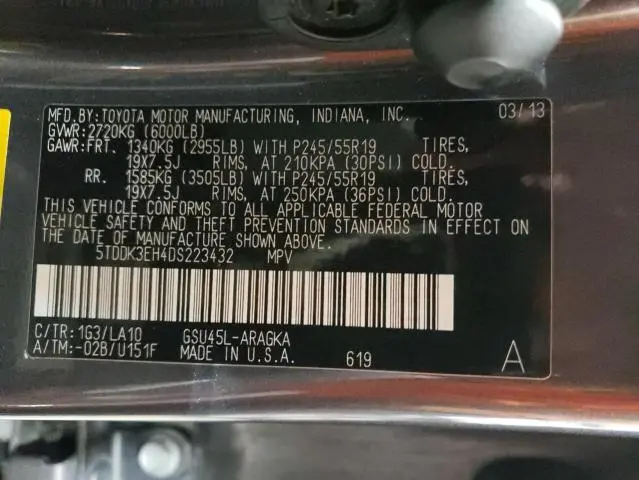 MFD.BY:TOYOTA MOTOR MANUFACTURING, INDIANA, INC. 03/13
GVWR:2720KG (6000LB)
GAWR:FRT. 1340KG (2955LB) WITH P245/55R19 TIRES,
19X7.5J RIMS, AT 210KPA (30PSI) COLD.
RR. 1585KG (3505LB) WITH P245/55R19 TIRES,
19X7.5J RIMS, AT 250KPA (36PSI) COLD.
THIS VEHICLE CONFORMS TO ALL APPLICABLE FEDERAL MOTOR
VEHICLE SAFETY AND THEFT PREVENTION STANDARDS IN EFFECT ON
THE DATE OF MANUFACTURE SHOWN ABOVE.
5TDDK3EH4DS223432 MPV
C/TR:1G3/LA10 GSU45L-ARAGKA
A/TM:-02B/U151F MADE IN U.S.A. 619 A